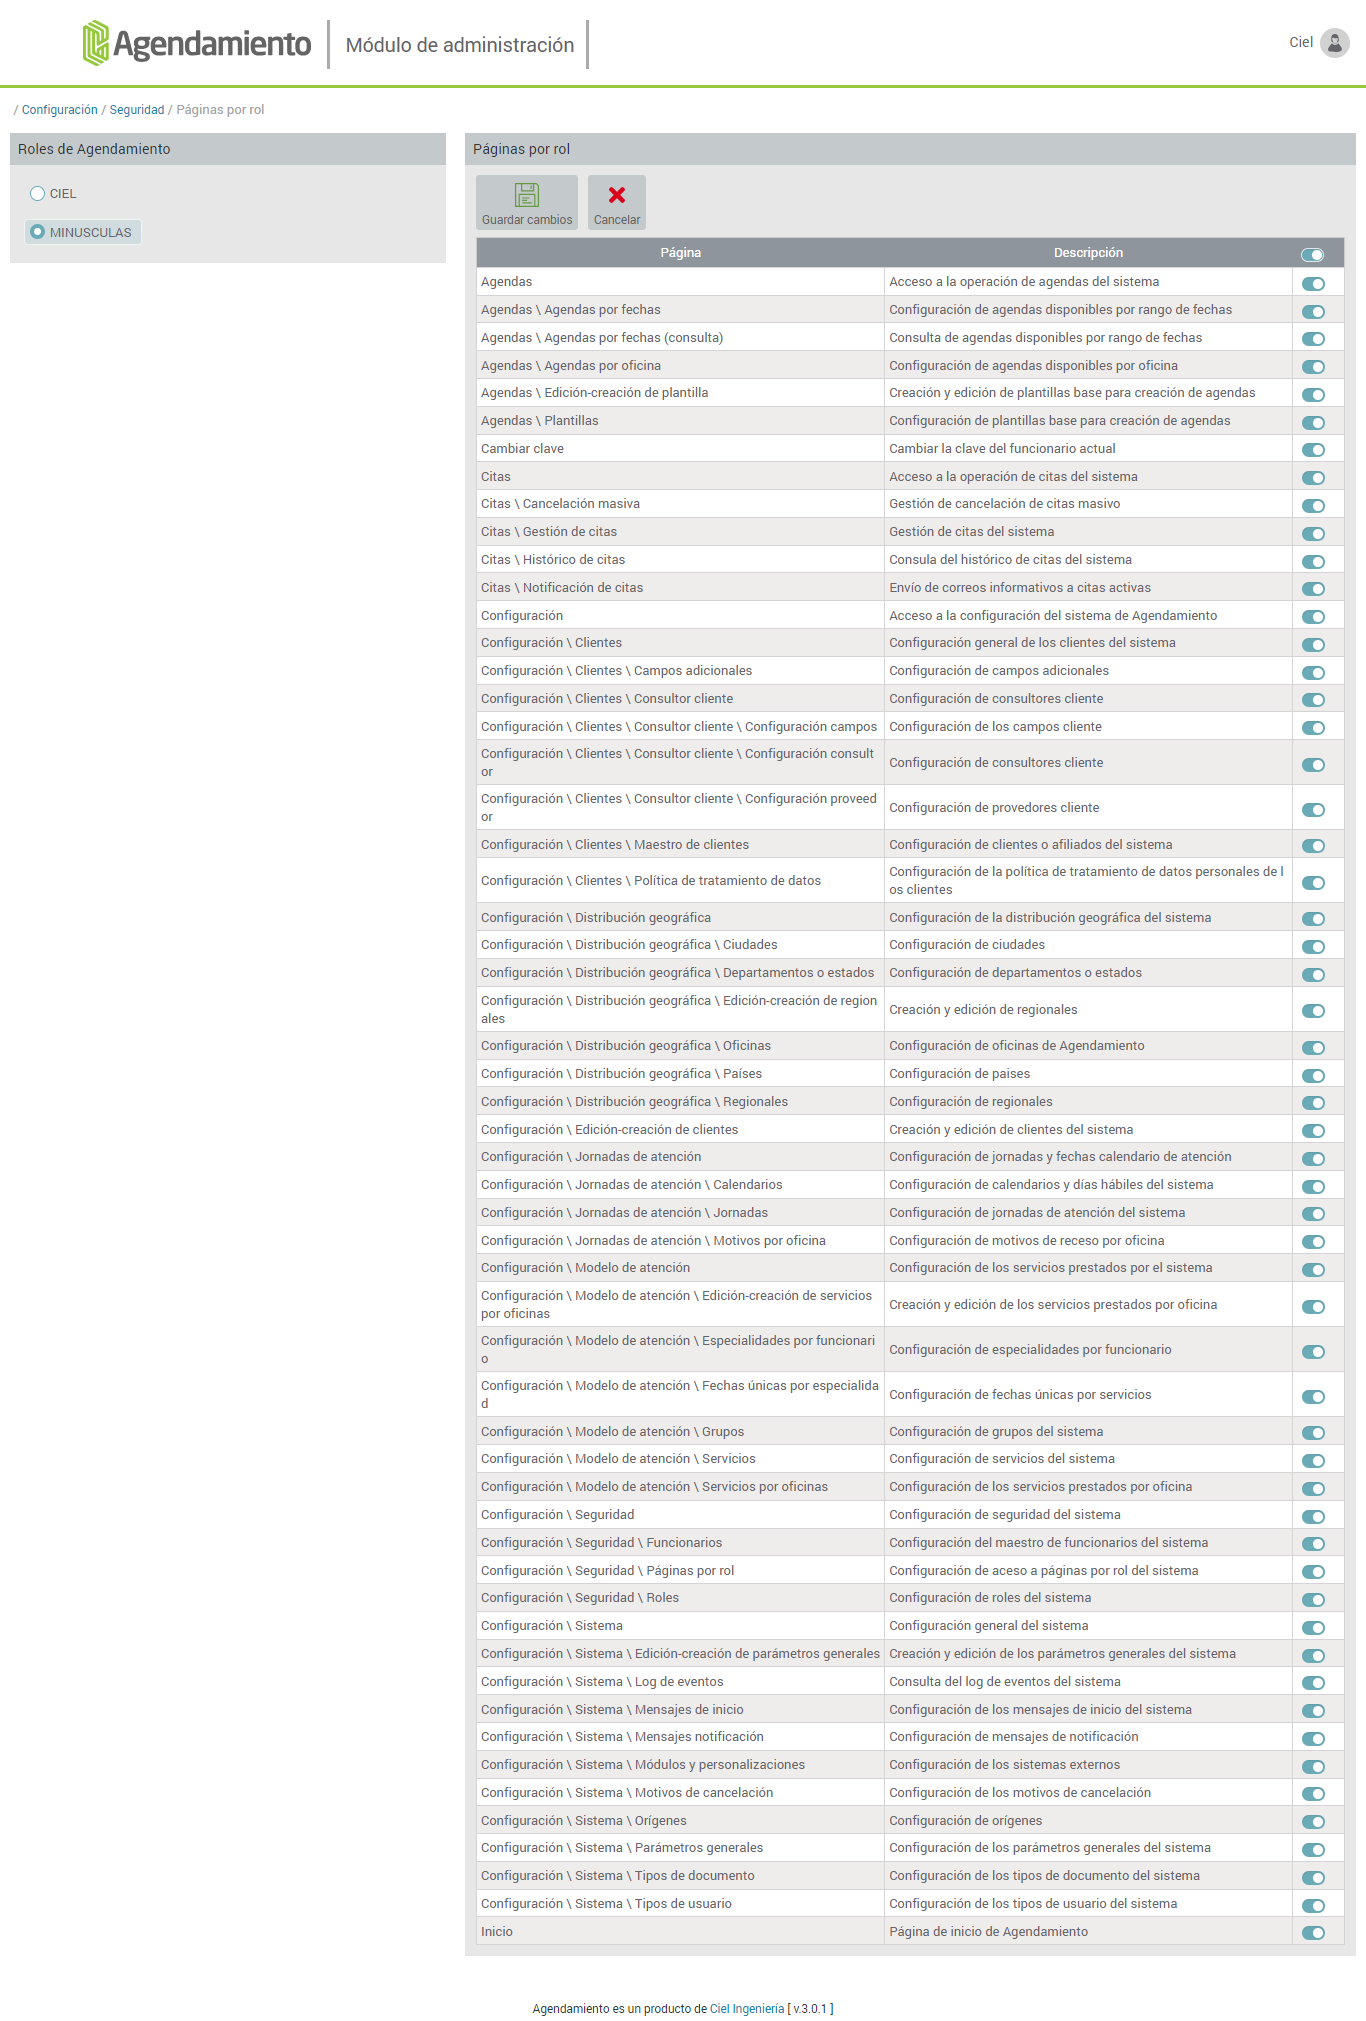 Agendamiento
Módulo de administración
Ciel
/ Configuración / Seguridad / Páginas por rol
Roles de Agendamiento
CIEL
MINUSCULAS
Páginas por rol
Guardar cambios
Cancelar
Página Descripción
Agendas Acceso a la operación de agendas del sistema
Agendas \ Agendas por fechas Configuración de agendas disponibles por rango de fechas
Agendas \ Agendas por fechas (consulta) Consulta de agendas disponibles por rango de fechas
Agendas \ Agendas por oficina Configuración de agendas disponibles por oficina
Agendas \ Edición-creación de plantilla Creación y edición de plantillas base para creación de agendas
Agendas \ Plantillas Configuración de plantillas base para creación de agendas
Cambiar clave Cambiar la clave del funcionario actual
Citas Acceso a la operación de citas del sistema
Citas \ Cancelación masiva Gestión de cancelación de citas masivo
Citas \ Gestión de citas Gestión de citas del sistema
Citas \ Histórico de citas Consula del histórico de citas del sistema
Citas \ Notificación de citas Envío de correos informativos a citas activas
Configuración Acceso a la configuración del sistema de Agendamiento
Configuración \ Clientes Configuración general de los clientes del sistema
Configuración \ Clientes \ Campos adicionales Configuración de campos adicionales
Configuración \ Clientes \ Consultor cliente Configuración de consultores cliente
Configuración \ Clientes \ Consultor cliente \ Configuración campos Configuración de los campos cliente
Configuración \ Clientes \ Consultor cliente \ Configuración consult
or
Configuración de consultores cliente
Configuración \ Clientes \ Consultor cliente \ Configuración proveed
or
Configuración de provedores cliente
Configuración \ Clientes \ Maestro de clientes Configuración de clientes o afiliados del sistema
Configuración \ Clientes \ Política de tratamiento de datos
Configuración de la política de tratamiento de datos personales de l
os clientes
Configuración \ Distribución geográfica Configuración de la distribución geográfica del sistema
Configuración \ Distribución geográfica \ Ciudades Configuración de ciudades
Configuración \ Distribución geográfica \ Departamentos o estados Configuración de departamentos o estados
Configuración \ Distribución geográfica \ Edición-creación de region
ales
Creación y edición de regionales
Configuración \ Distribución geográfica \ Oficinas Configuración de oficinas de Agendamiento
Configuración \ Distribución geográfica \ Países Configuración de paises
Configuración \ Distribución geográfica \ Regionales Configuración de regionales
Configuración \ Edición-creación de clientes Creación y edición de clientes del sistema
Configuración \ Jornadas de atención Configuración de jornadas y fechas calendario de atención
Configuración \ Jornadas de atención \ Calendarios Configuración de calendarios y días hábiles del sistema
Configuración \ Jornadas de atención \ Jornadas Configuración de jornadas de atención del sistema
Configuración \ Jornadas de atención \ Motivos por oficina Configuración de motivos de receso por oficina
Configuración \ Modelo de atención Configuración de los servicios prestados por el sistema
Configuración \ Modelo de atención \ Edición-creación de servicios
por oficinas
Creación y edición de los servicios prestados por oficina
Configuración \ Modelo de atención \ Especialidades por funcionari
o
Configuración de especialidades por funcionario
Configuración \ Modelo de atención \ Fechas únicas por especialida
d
Configuración de fechas únicas por servicios
Configuración \ Modelo de atención \ Grupos Configuración de grupos del sistema
Configuración \ Modelo de atención \ Servicios Configuración de servicios del sistema
Configuración \ Modelo de atención \ Servicios por oficinas Configuración de los servicios prestados por oficina
Configuración \ Seguridad Configuración de seguridad del sistema
Configuración \ Seguridad \ Funcionarios Configuración del maestro de funcionarios del sistema
Configuración \ Seguridad \ Páginas por rol Configuración de aceso a páginas por rol del sistema
Configuración \ Seguridad \ Roles Configuración de roles del sistema
Configuración \ Sistema Configuración general del sistema
Configuración \ Sistema \ Edición-creación de parámetros generales Creación y edición de los parámetros generales del sistema
Configuración \ Sistema \ Log de eventos Consulta del log de eventos del sistema
Configuración \ Sistema \ Mensajes de inicio Configuración de los mensajes de inicio del sistema
Configuración \ Sistema \ Mensajes notificación Configuración de mensajes de notificación
Configuración \ Sistema \ Módulos y personalizaciones Configuración de los sistemas externos
Configuración \ Sistema \ Motivos de cancelación Configuración de los motivos de cancelación
Configuración \ Sistema \ Orígenes Configuración de orígenes
Configuración \ Sistema \ Parámetros generales Configuración de los parámetros generales del sistema
Configuración \ Sistema \ Tipos de documento Configuración de los tipos de documento del sistema
Configuración \ Sistema \ Tipos de usuario Configuración de los tipos de usuario del sistema
Inicio Página de inicio de Agendamiento
Agendamiento es un producto de Ciel Ingeniería [ v.3.0.1 ]